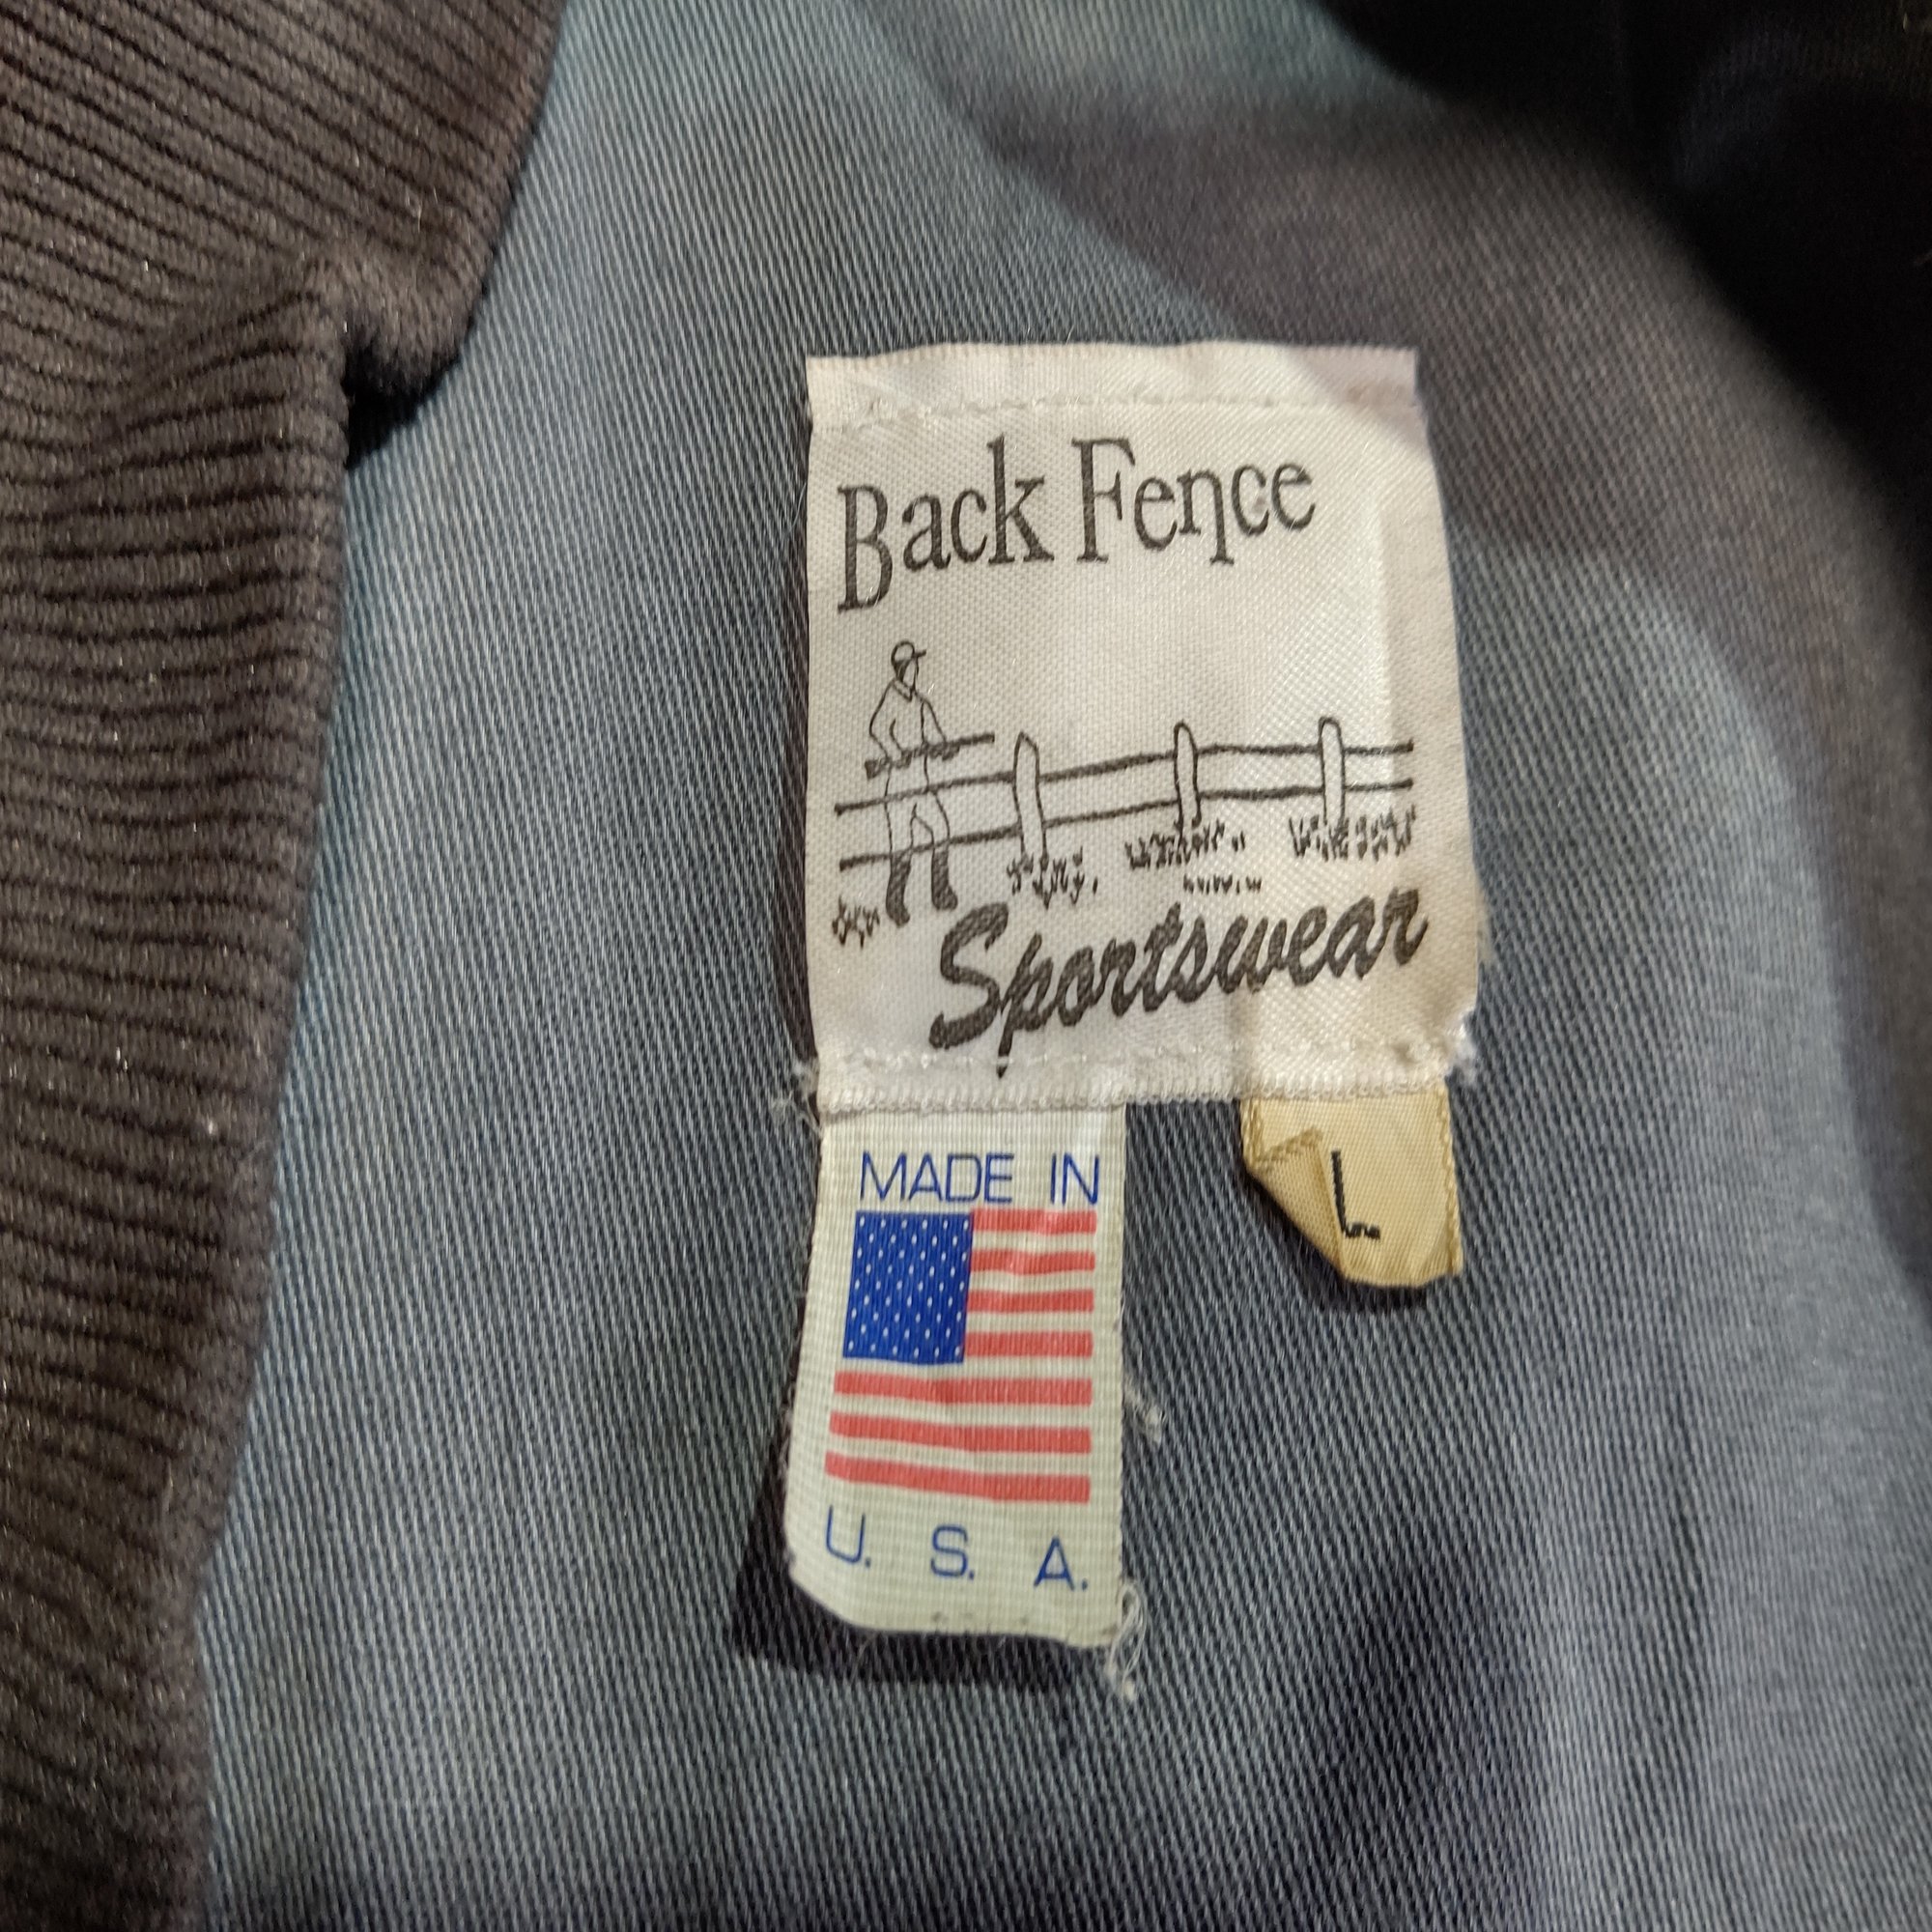 Back Fence
Sportswear
MADE IN
U. S. A.
L